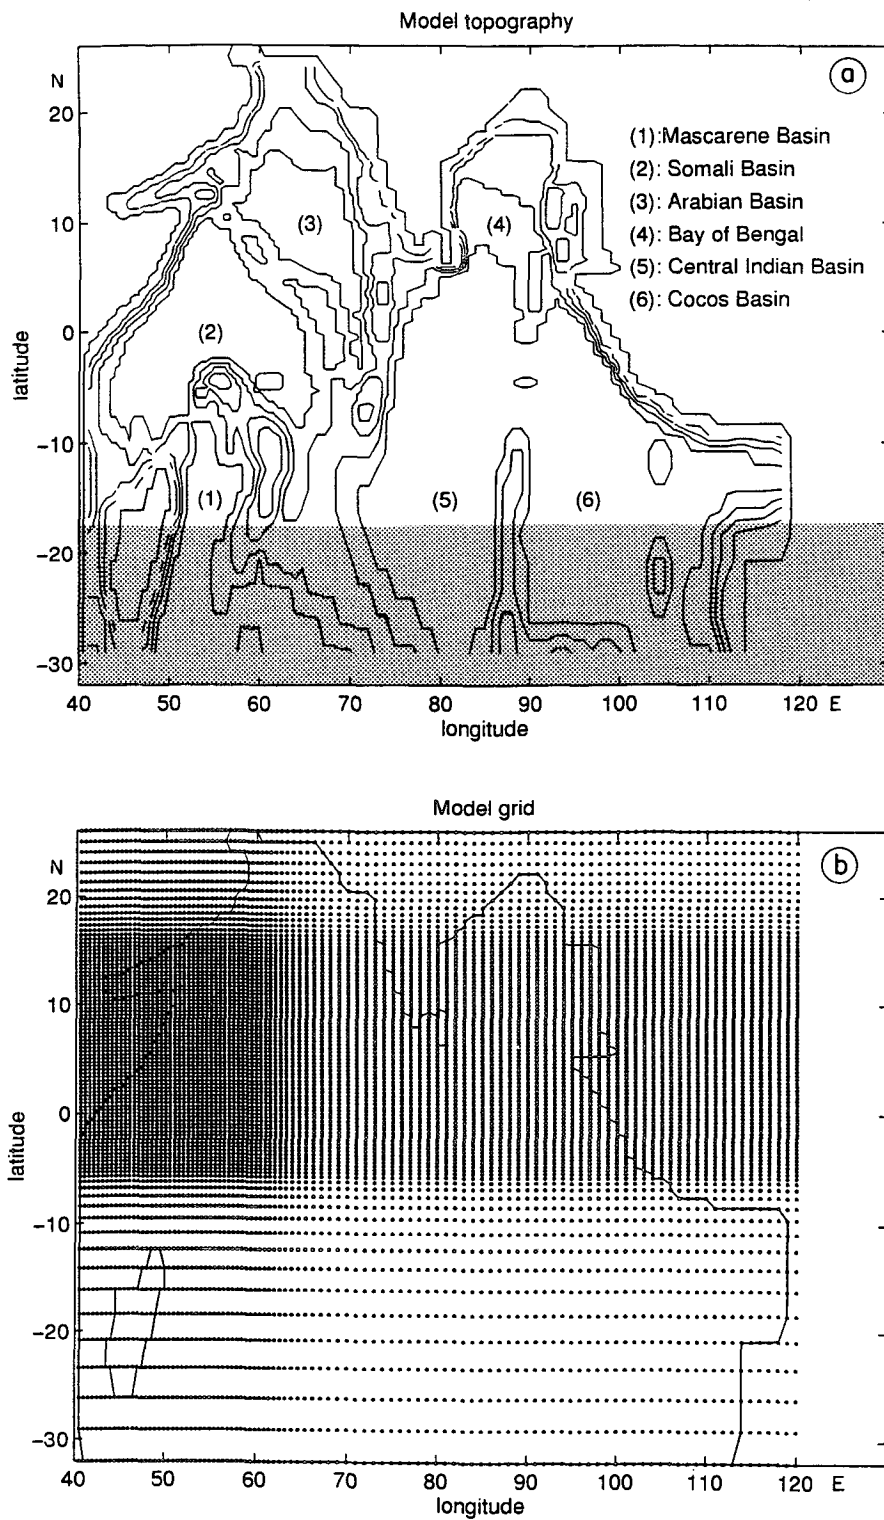 Model topography
a
N
20
10
0
−10
−20
−30
latitude
(1):Mascarene Basin
(2): Somali Basin
(3): Arabian Basin
(4): Bay of Bengal
(5): Central Indian Basin
(6): Cocos Basin
(3)
(4)
(2)
(1)
(5)
(6)
40 50 60 70 80 90 100 110 120 E
longitude
Model grid
b
N
20
10
0
−10
−20
−30
latitude
40 50 60 70 80 90 100 110 120 E
longitude